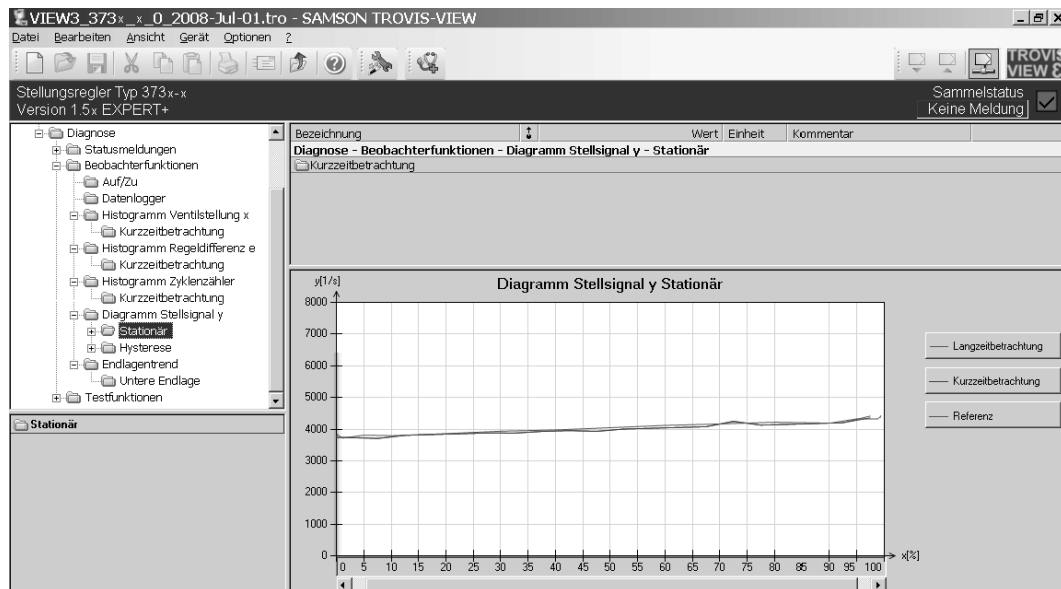 VIEW3_373x_x_0_2008-Jul-01.tro - SAMSON TROVIS-VIEW
Datei Bearbeiten Ansicht Gerät Optionen ?
TROVIS
VIEW
Stellungsregler Typ 373x-x
Version 1.5x EXPERT+
Sammelstatus
Keine Meldung
Diagnose
Statusmeldungen
Beobachterfunktionen
Auf/Zu
Datenlogger
Histogramm Ventilstellung x
Kurzzeitbetrachtung
Histogramm Regeldifferenz e
Kurzzeitbetrachtung
Histogramm Zyklenzähler
Kurzzeitbetrachtung
Diagramm Stellsignal y
Stationär
Hysterese
Endlagentrend
Untere Endlage
Testfunktionen
Stationär
Bezeichnung Wert Einheit Kommentar
Diagnose - Beobachterfunktionen - Diagramm Stellsignal y - Stationär
Kurzzeitbetrachtung
Diagramm Stellsignal y Stationär
y[1/s]
8000
7000
6000
5000
4000
3000
2000
1000
0
0 5 10 15 20 25 30 35 40 45 50 55 60 65 70 75 80 85 90 95 100
x[%]
Langzeitbetrachtung
Kurzzeitbetrachtung
Referenz